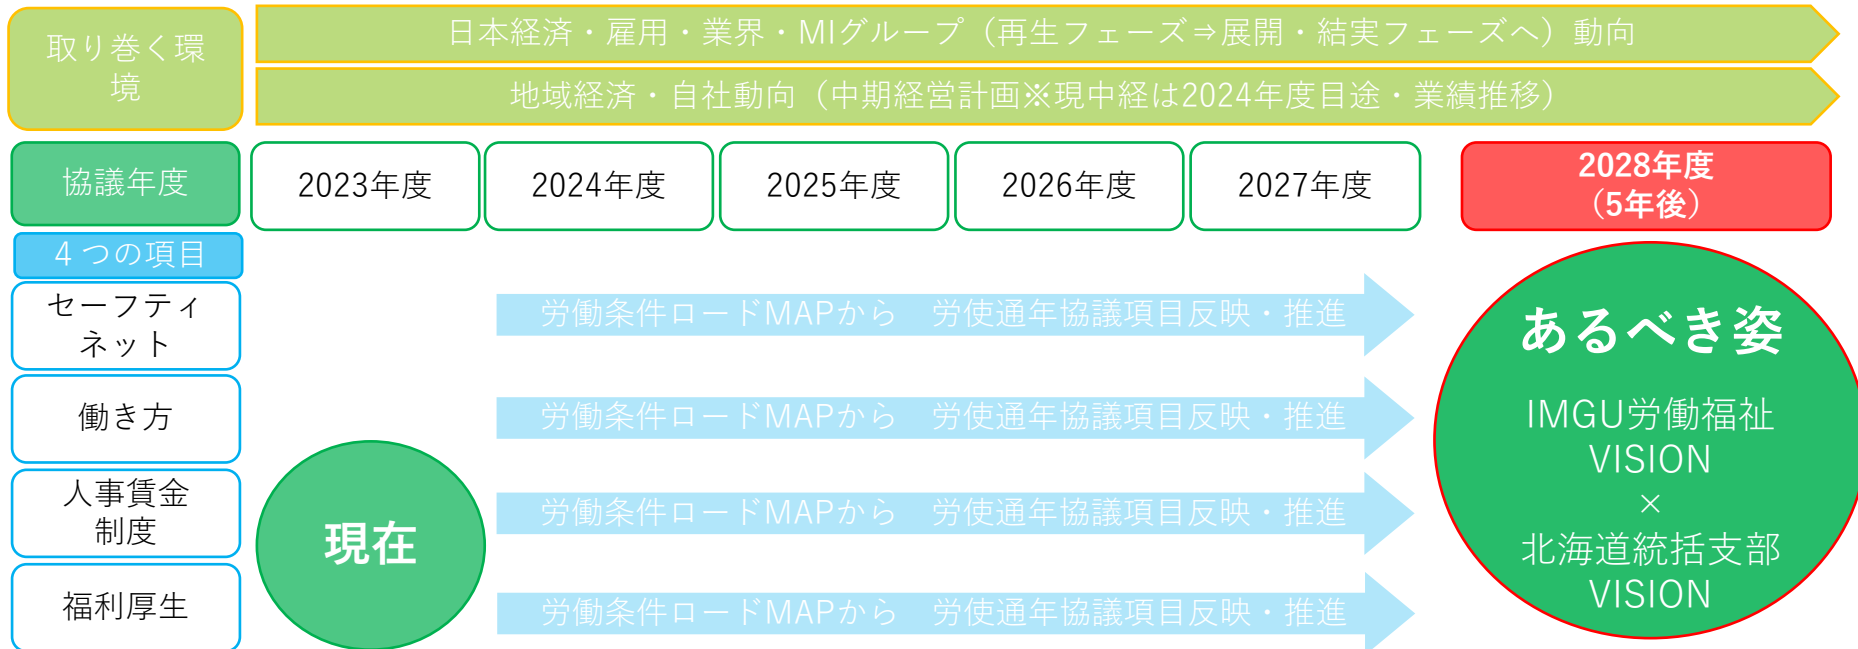 取り巻く環
境
日本経済・雇用・業界・MIグループ（再生フェーズ⇒展開・結実フェーズへ）動向
地域経済・自社動向（中期経営計画※現中経は2024年度目途・業績推移）
協議年度
2023年度
2024年度
2025年度
2026年度
2027年度
2028年度
（5年後）
４つの項目
セーフティ
ネット
労働条件ロードMAPから　労使通年協議項目反映・推進
働き方
労働条件ロードMAPから　労使通年協議項目反映・推進
人事賃金
制度
労働条件ロードMAPから　労使通年協議項目反映・推進
福利厚生
労働条件ロードMAPから　労使通年協議項目反映・推進
現在
あるべき姿
IMGU労働福祉
VISION
×
北海道統括支部
VISION